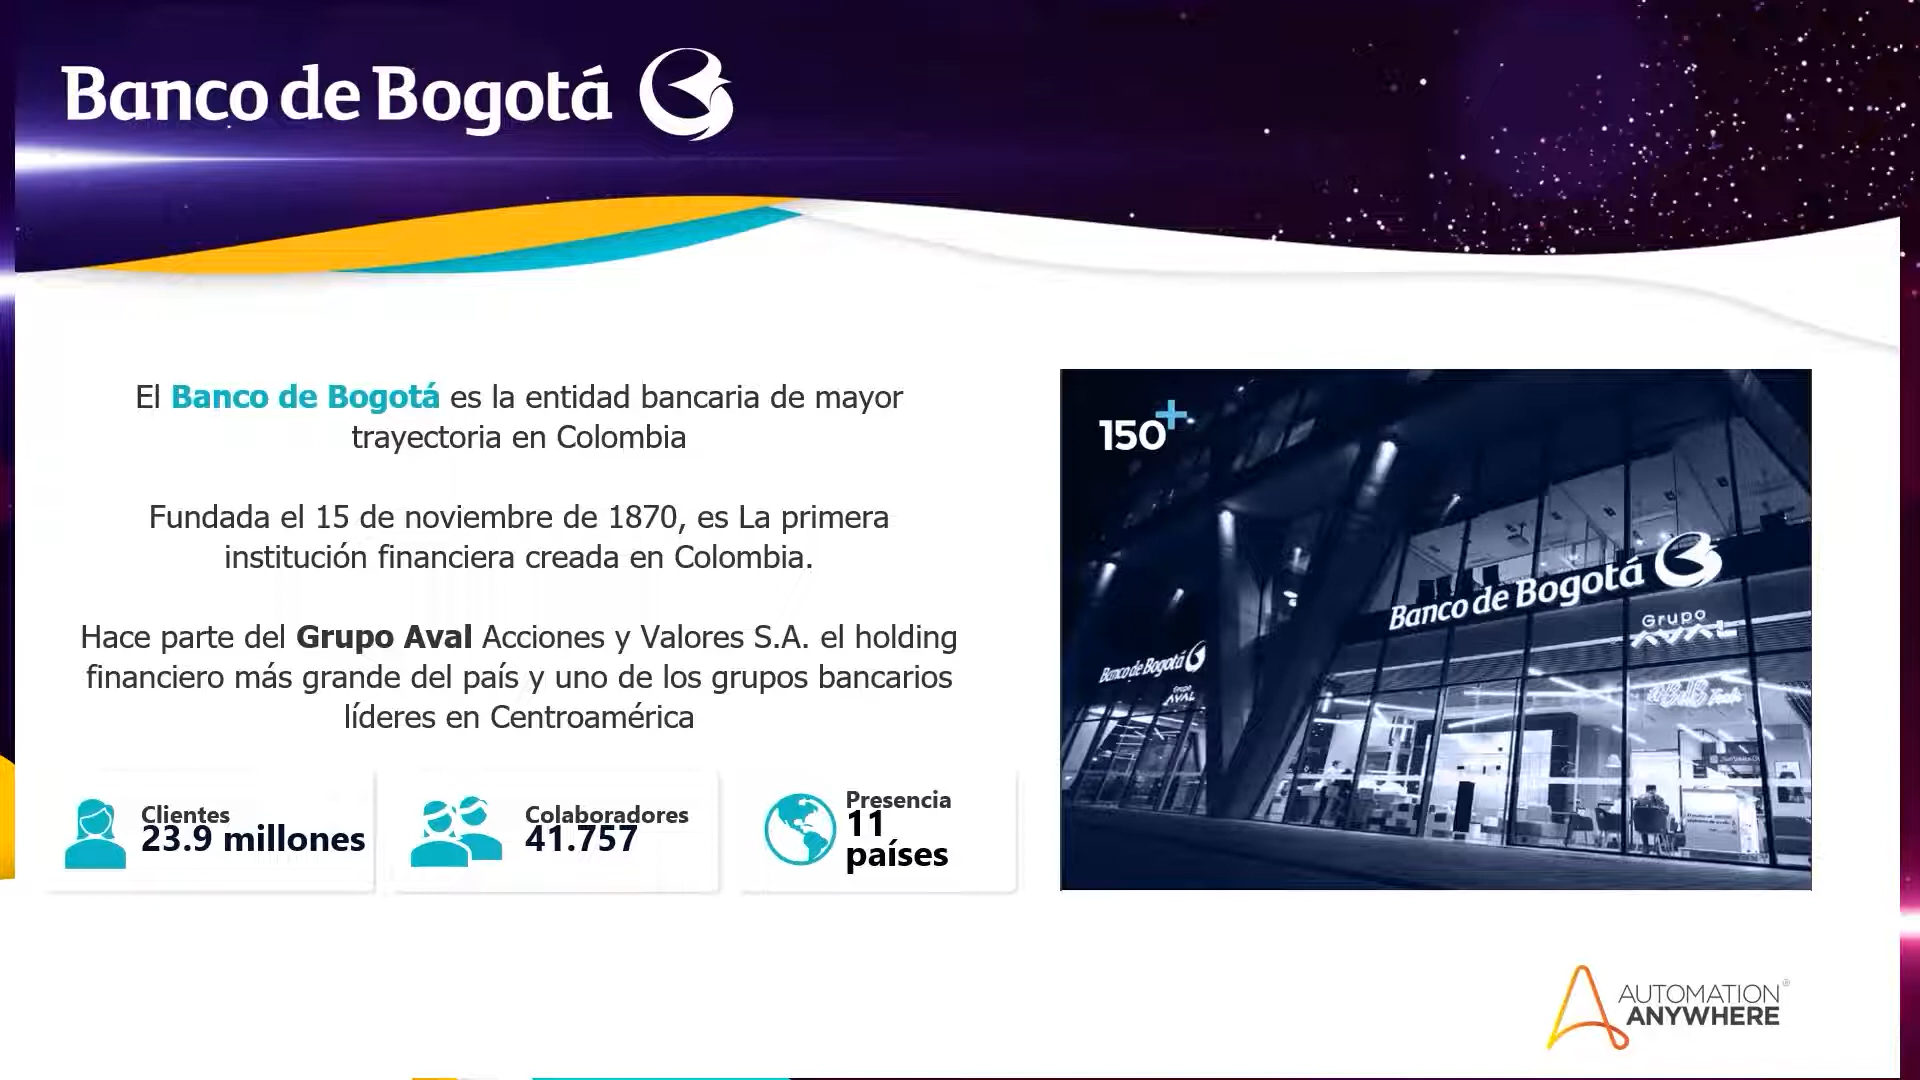 Banco de Bogotá
El Banco de Bogotá es la entidad bancaria de mayor
trayectoria en Colombia
Fundada el 15 de noviembre de 1870, es La primera
institución financiera creada en Colombia.
Hace parte del Grupo Aval Acciones y Valores S.A. el holding
financiero más grande del país y uno de los grupos bancarios
líderes en Centroamérica
Clientes
23.9 millones
Colaboradores
41.757
Presencia
11
países
150+
Banco de Bogotá
Grupo
AVAL
Banco de Bogotá
Grupo
AVAL
AUTOMATION®
ANYWHERE